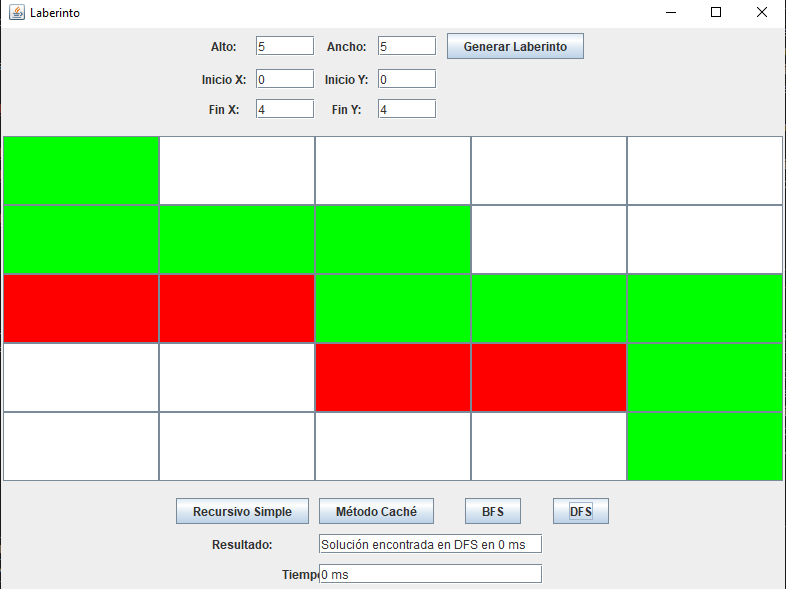 Laberinto
Alto: 5 Ancho: 5 Generar Laberinto
Inicio X: 0 Inicio Y: 0
Fin X: 4 Fin Y: 4
Recursivo Simple Método Caché BFS DFS
Resultado: Solución encontrada en DFS en 0 ms
Tiempo 0 ms